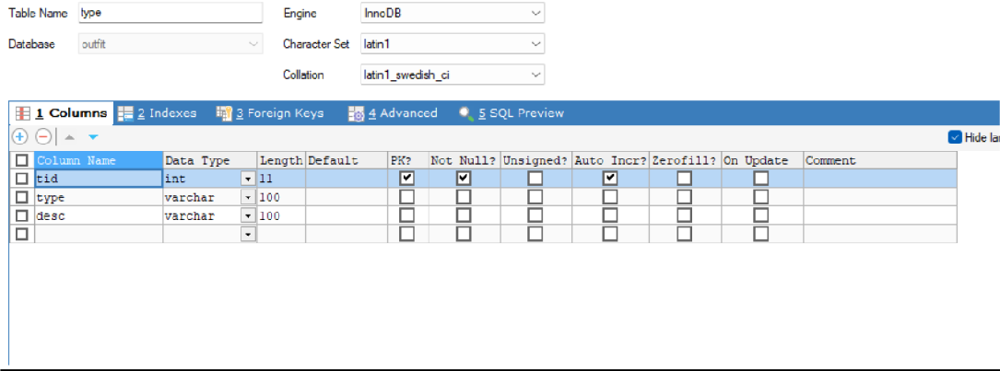 Table Name type Engine InnoDB
Database outfit Character Set latin1
Collation latin1_swedish_ci
1 Columns 2 Indexes 3 Foreign Keys 4 Advanced 5 SQL Preview
Hide la
Column Name Data Type Length Default PK? Not Null? Unsigned? Auto Incr? Zerofill? On Update Comment
tid int 11
type varchar 100
desc varchar 100